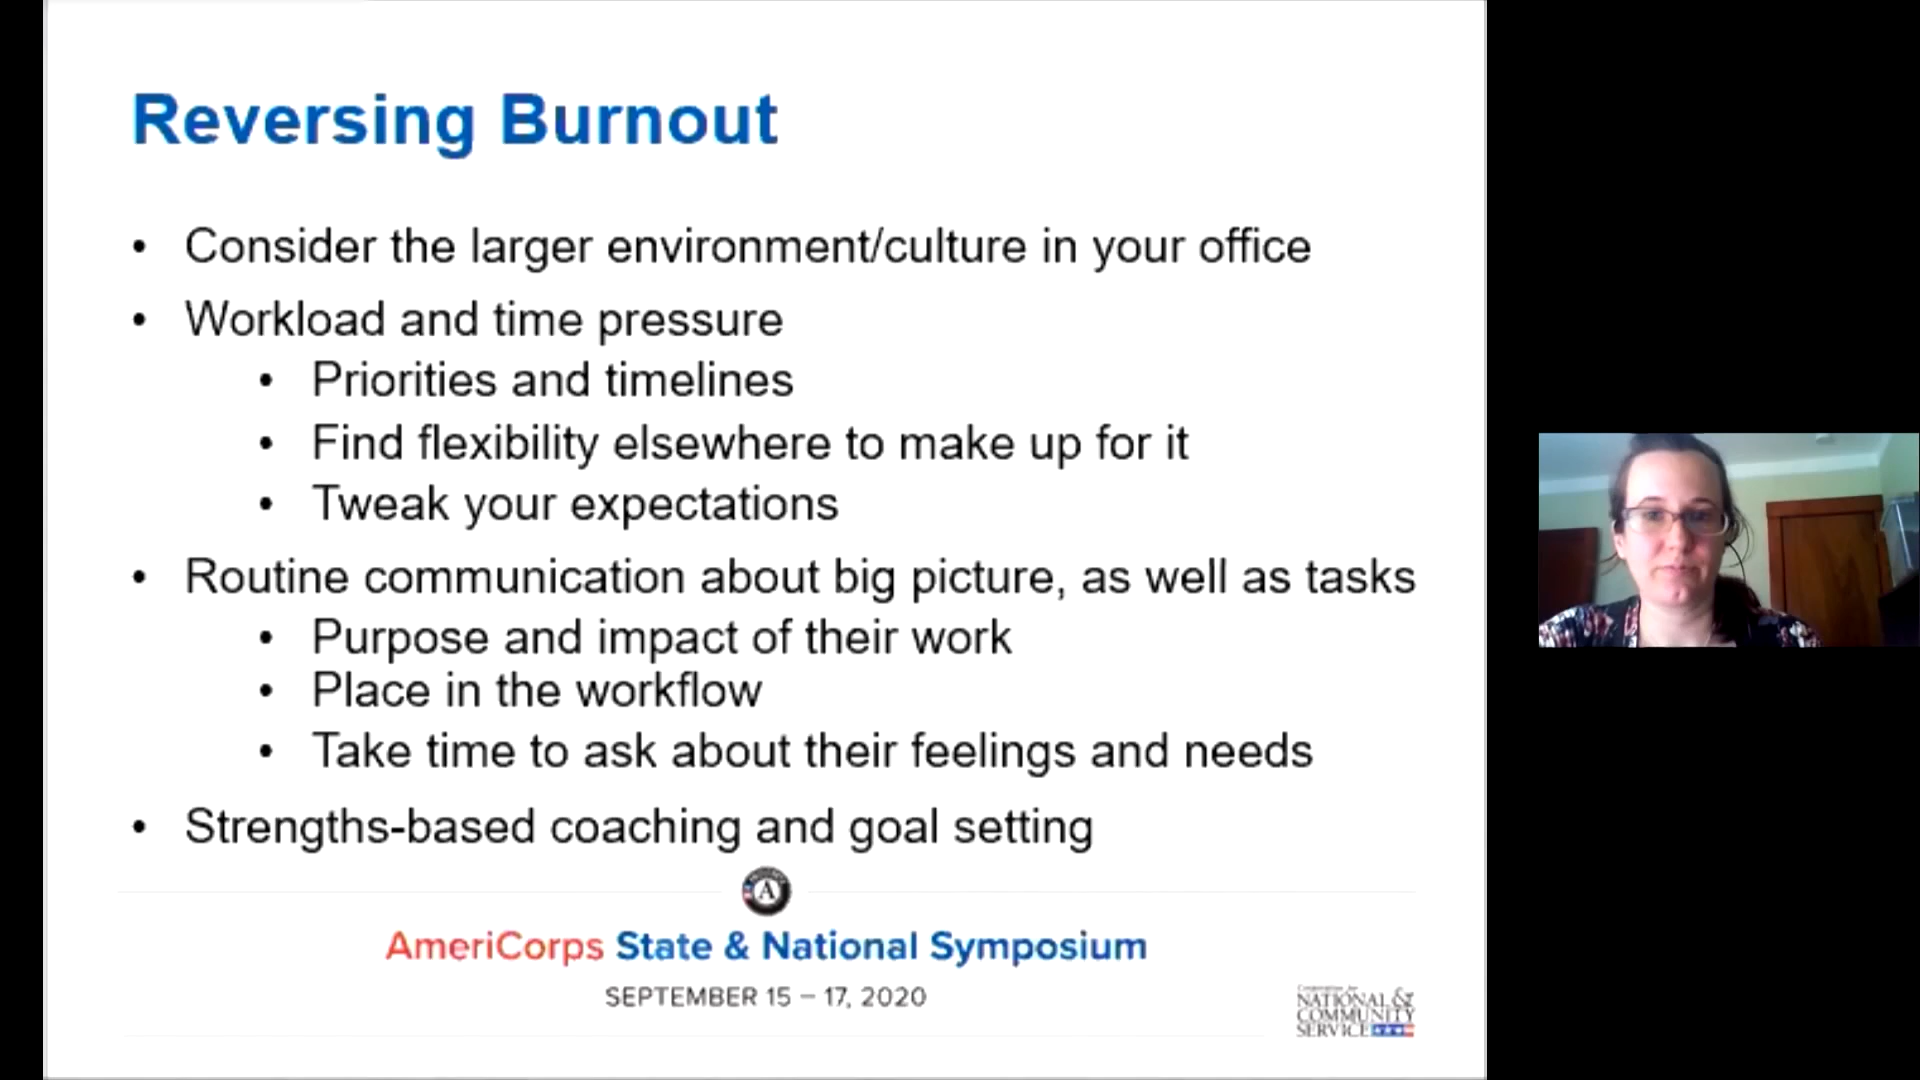 Reversing Burnout
• Consider the larger environment/culture in your office
• Workload and time pressure
• Priorities and timelines
• Find flexibility elsewhere to make up for it
• Tweak your expectations
• Routine communication about big picture, as well as tasks
• Purpose and impact of their work
• Place in the workflow
• Take time to ask about their feelings and needs
• Strengths-based coaching and goal setting
A
AmeriCorps State & National Symposium
SEPTEMBER 15 – 17, 2020
Corporation for
NATIONAL &
COMMUNITY
SERVICE